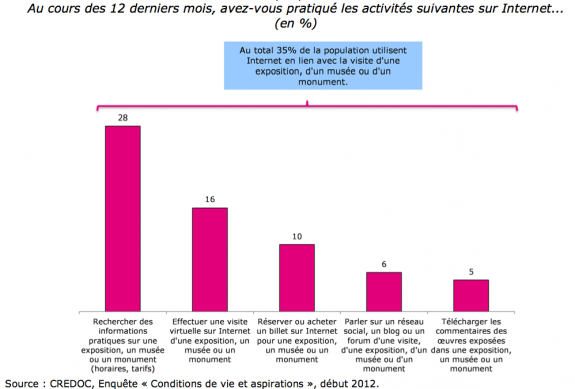 Au cours des 12 derniers mois, avez-vous pratiqué les activités suivantes sur Internet...
(en %)
Au total 35% de la population utilisent
Internet en lien avec la visite d'une
exposition, d'un musée ou d'un
monument.
28
16
10
6
5
Rechercher des
informations
pratiques sur une
exposition, un musée
ou un monument
(horaires, tarifs)
Effectuer une visite
virtuelle sur Internet
d'une exposition, un
musée ou un
monument
Réserver ou acheter
un billet sur Internet
pour une exposition,
un musée ou un
monument
Parler sur un réseau
social, un blog ou un
forum d'une visite,
d'une exposition, d'un
musée ou d'un
monument
Télécharger les
commentaires des
œuvres exposées
dans une exposition,
un musée ou un
monument
Source : CREDOC, Enquête « Conditions de vie et aspirations », début 2012.